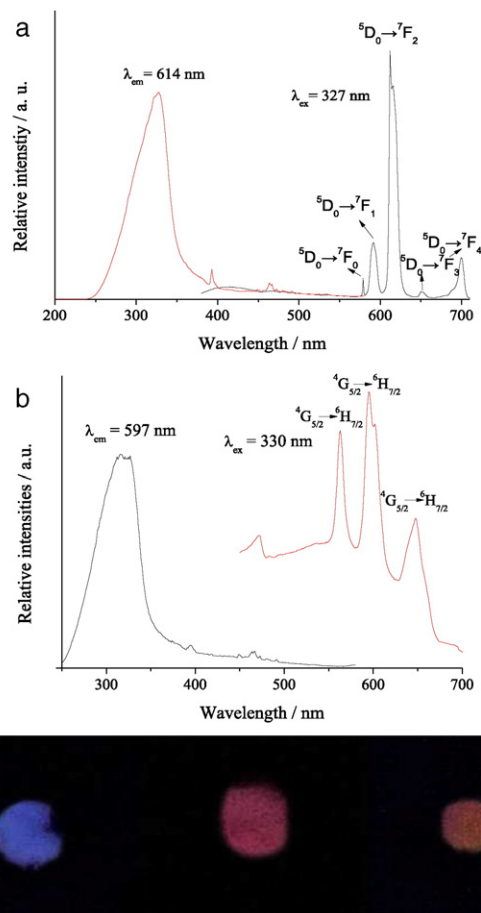 a
⁵D₀→⁷F₂
λₑₘ = 614 nm
λₑₓ = 327 nm
⁵D₀→⁷F₁
⁵D₀→⁷F₄
⁵D₀→⁷F₀
⁵D₀→⁷F₃
Relative intenstiy / a. u.
200 300 400 500 600 700
Wavelength / nm
b
⁴G₅/₂→⁶H₇/₂
λₑₘ = 597 nm
⁴G₅/₂→⁶H₇/₂
λₑₓ = 330 nm
⁴G₅/₂→⁶H₇/₂
Relative intensities / a.u.
300 400 500 600 700
Wavelength / nm